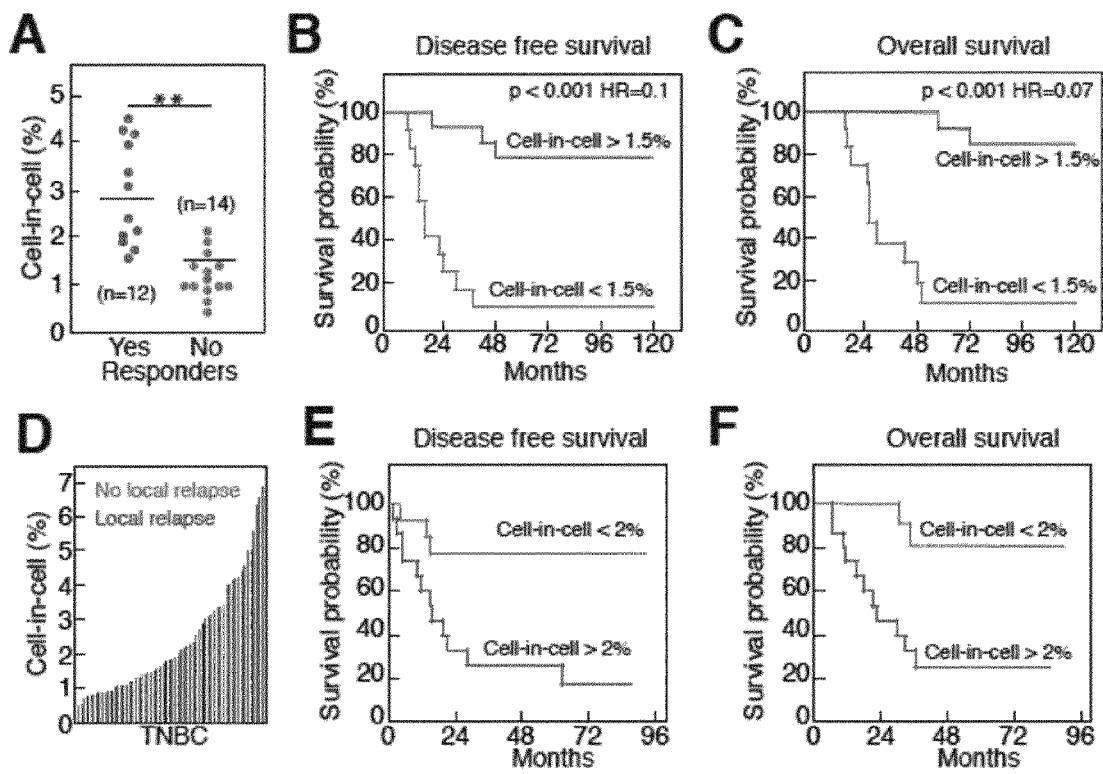 A
Cell-in-cell (%)
5
4
3
2
1
0
**
(n=14)
(n=12)
Yes No
Responders
B
Disease free survival
Survival probability (%)
100
80
60
40
20
0
p < 0.001 HR=0.1
Cell-in-cell > 1.5%
Cell-in-cell < 1.5%
0 24 48 72 96 120
Months
C
Overall survival
Survival probability (%)
100
80
60
40
20
0
p < 0.001 HR=0.07
Cell-in-cell > 1.5%
Cell-in-cell < 1.5%
0 24 48 72 96 120
Months
D
Cell-in-cell (%)
7
6
5
4
3
2
1
0
No local relapse
Local relapse
TNBC
E
Disease free survival
Survival probability (%)
100
80
60
40
20
0
Cell-in-cell < 2%
Cell-in-cell > 2%
0 24 48 72 96
Months
F
Overall survival
Survival probability (%)
100
80
60
40
20
0
Cell-in-cell < 2%
Cell-in-cell > 2%
0 24 48 72 96
Months